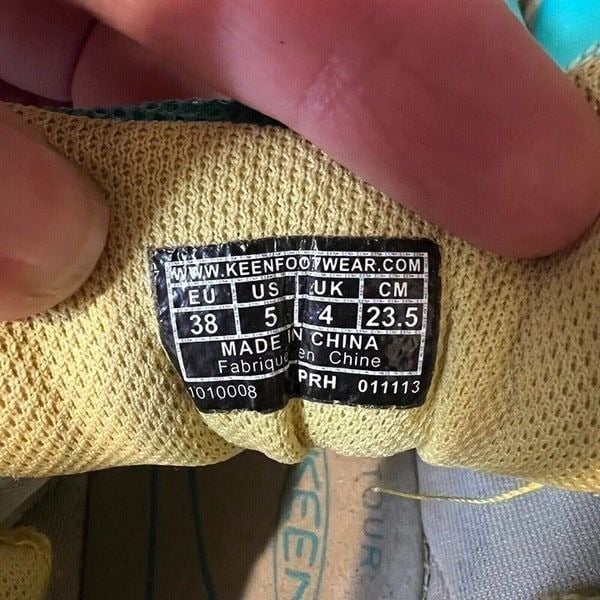 WWW.KEENFOOTWEAR.COM
EU US UK CM
38 5 4 23.5
MADE IN CHINA
Fabriqué en Chine
1010008 PRH 011113
KEEN
TOUR